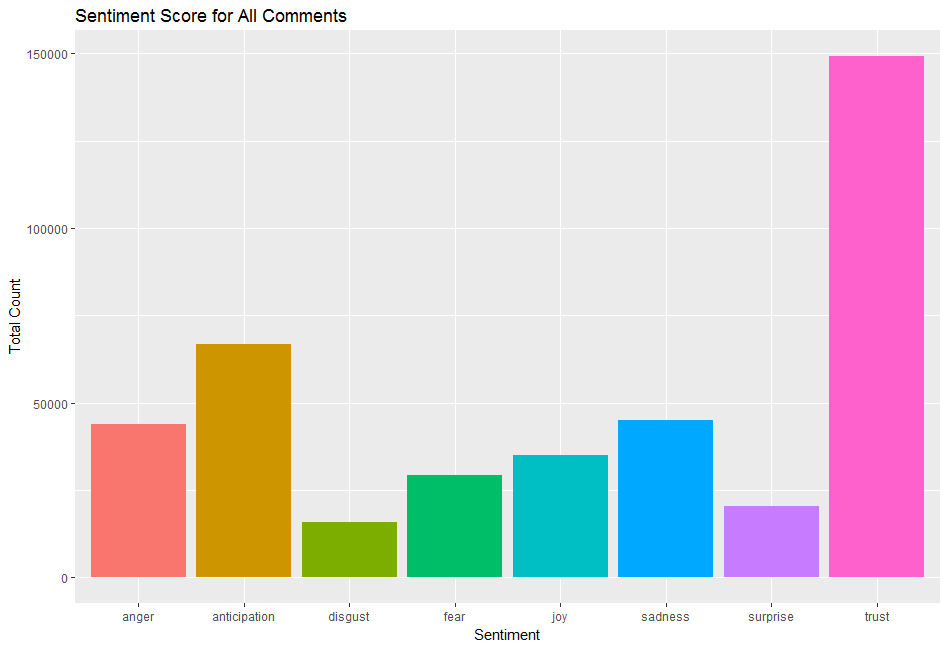 Sentiment Score for All Comments
150000
100000
50000
0
Total Count
anger anticipation disgust fear joy sadness surprise trust
Sentiment